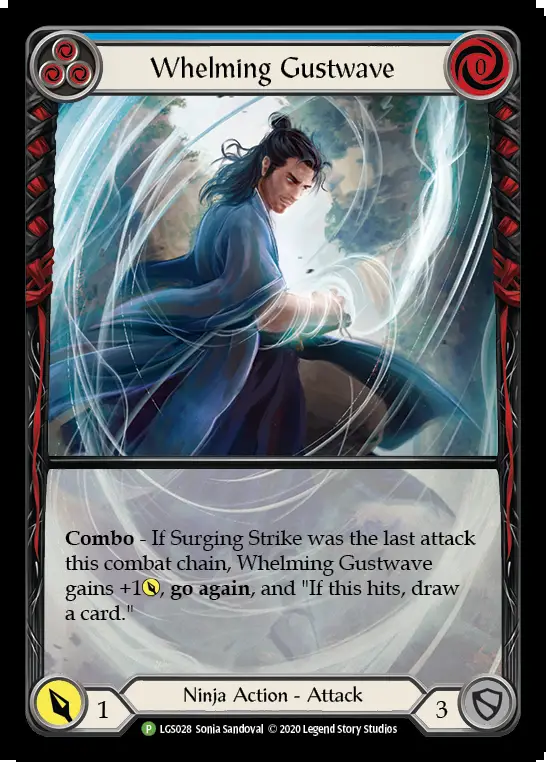 Whelming Gustwave
0
Combo - If Surging Strike was the last attack
this combat chain, Whelming Gustwave
gains +1, go again, and "If this hits, draw
a card."
1
Ninja Action - Attack
3
P LGS028 Sonia Sandoval © 2020 Legend Story Studios